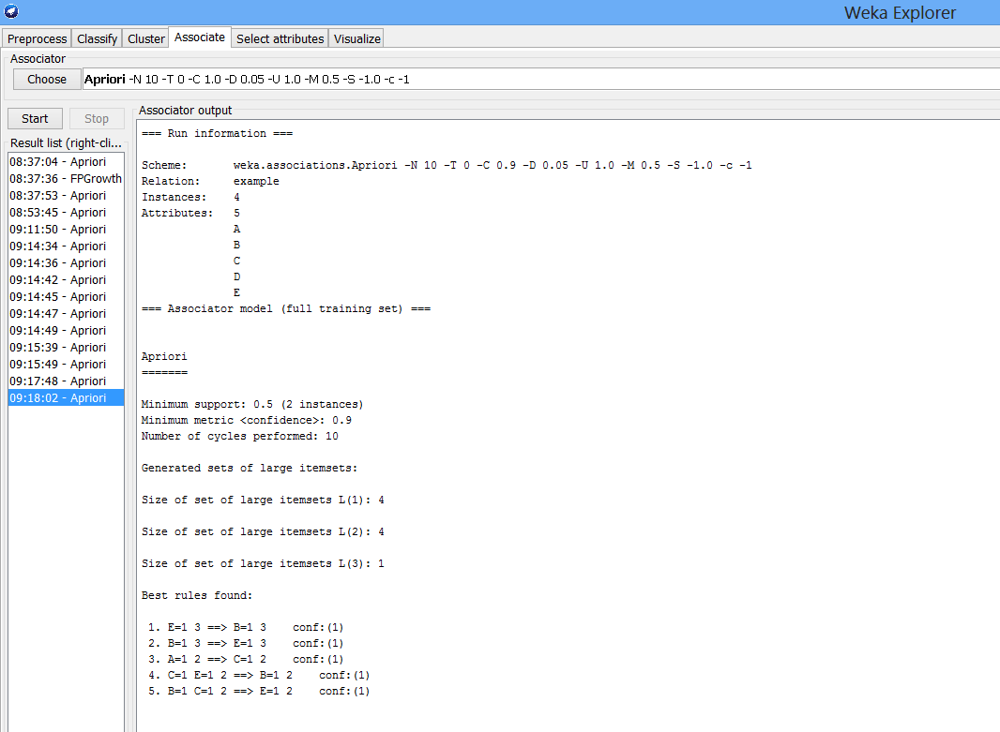 Weka Explorer
Preprocess Classify Cluster Associate Select attributes Visualize
Associator
Choose Apriori -N 10 -T 0 -C 1.0 -D 0.05 -U 1.0 -M 0.5 -S -1.0 -c -1
Start Stop
Result list (right-cli...
08:37:04 - Apriori
08:37:36 - FPGrowth
08:37:53 - Apriori
08:53:45 - Apriori
09:11:50 - Apriori
09:14:34 - Apriori
09:14:36 - Apriori
09:14:42 - Apriori
09:14:45 - Apriori
09:14:47 - Apriori
09:14:49 - Apriori
09:15:39 - Apriori
09:15:49 - Apriori
09:17:48 - Apriori
09:18:02 - Apriori
Associator output
=== Run information ===
Scheme: weka.associations.Apriori -N 10 -T 0 -C 0.9 -D 0.05 -U 1.0 -M 0.5 -S -1.0 -c -1
Relation: example
Instances: 4
Attributes: 5
A
B
C
D
E
=== Associator model (full training set) ===
Apriori
=======
Minimum support: 0.5 (2 instances)
Minimum metric <confidence>: 0.9
Number of cycles performed: 10
Generated sets of large itemsets:
Size of set of large itemsets L(1): 4
Size of set of large itemsets L(2): 4
Size of set of large itemsets L(3): 1
Best rules found:
1. E=1 3 ==> B=1 3 conf:(1)
2. B=1 3 ==> E=1 3 conf:(1)
3. A=1 2 ==> C=1 2 conf:(1)
4. C=1 E=1 2 ==> B=1 2 conf:(1)
5. B=1 C=1 2 ==> E=1 2 conf:(1)